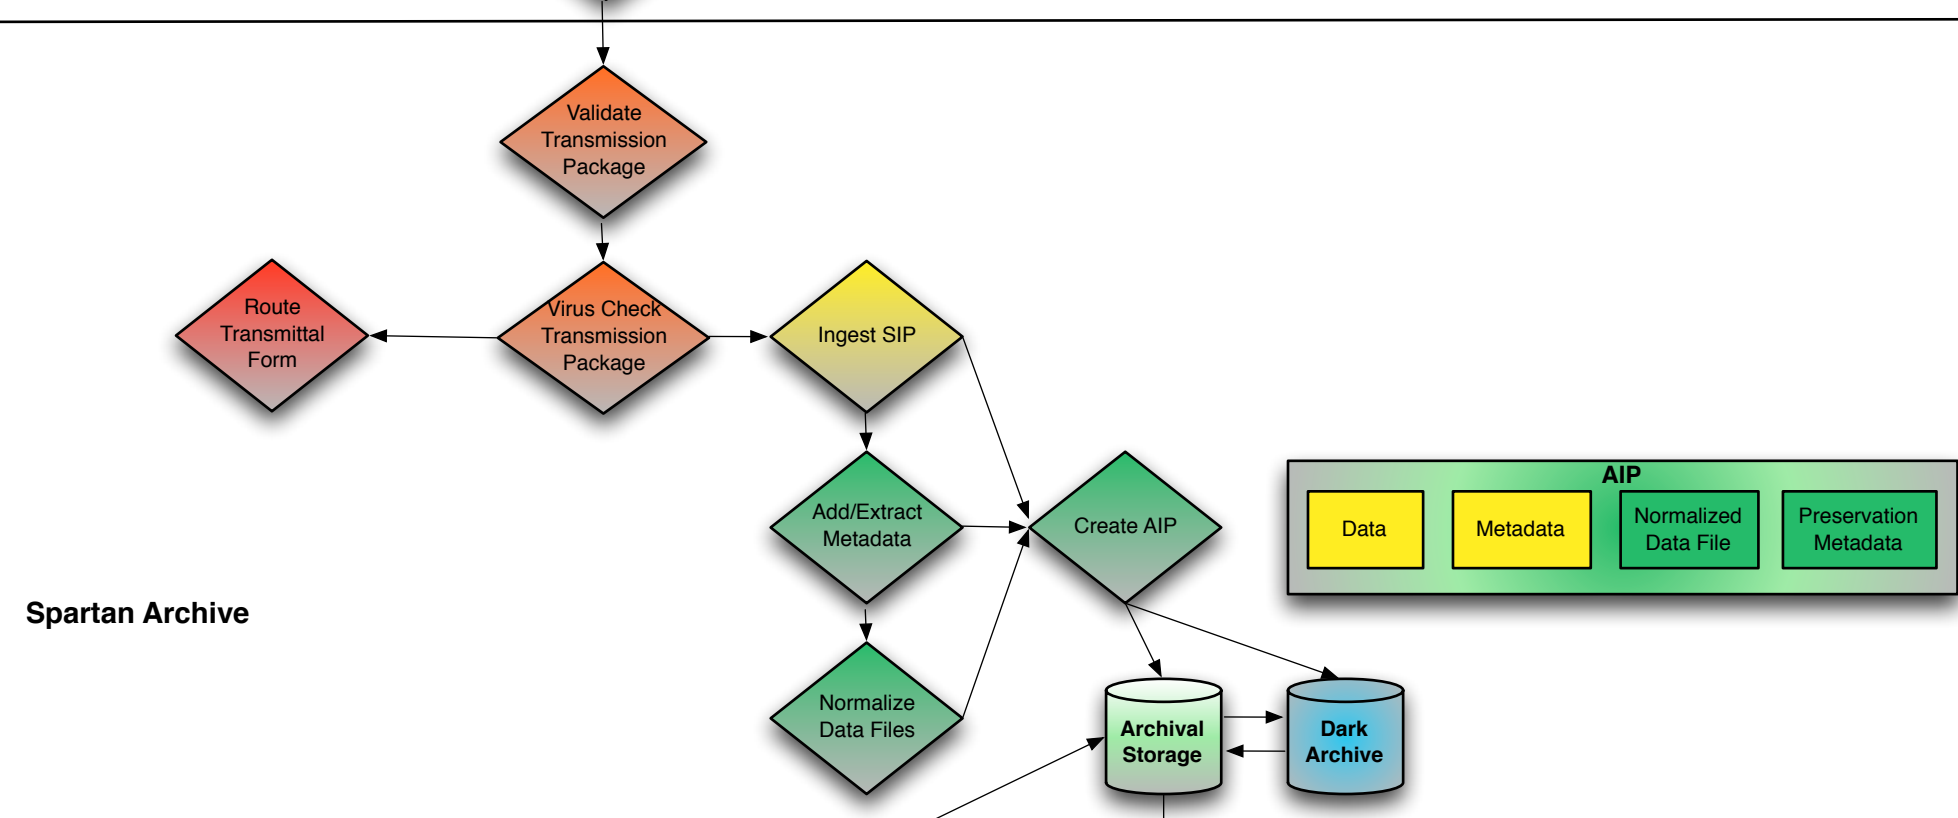 Validate
Transmission
Package
Route
Transmittal
Form
Virus Check
Transmission
Package
Ingest SIP
Add/Extract
Metadata
Create AIP
AIP
Data
Metadata
Normalized
Data File
Preservation
Metadata
Spartan Archive
Normalize
Data Files
Archival
Storage
Dark
Archive